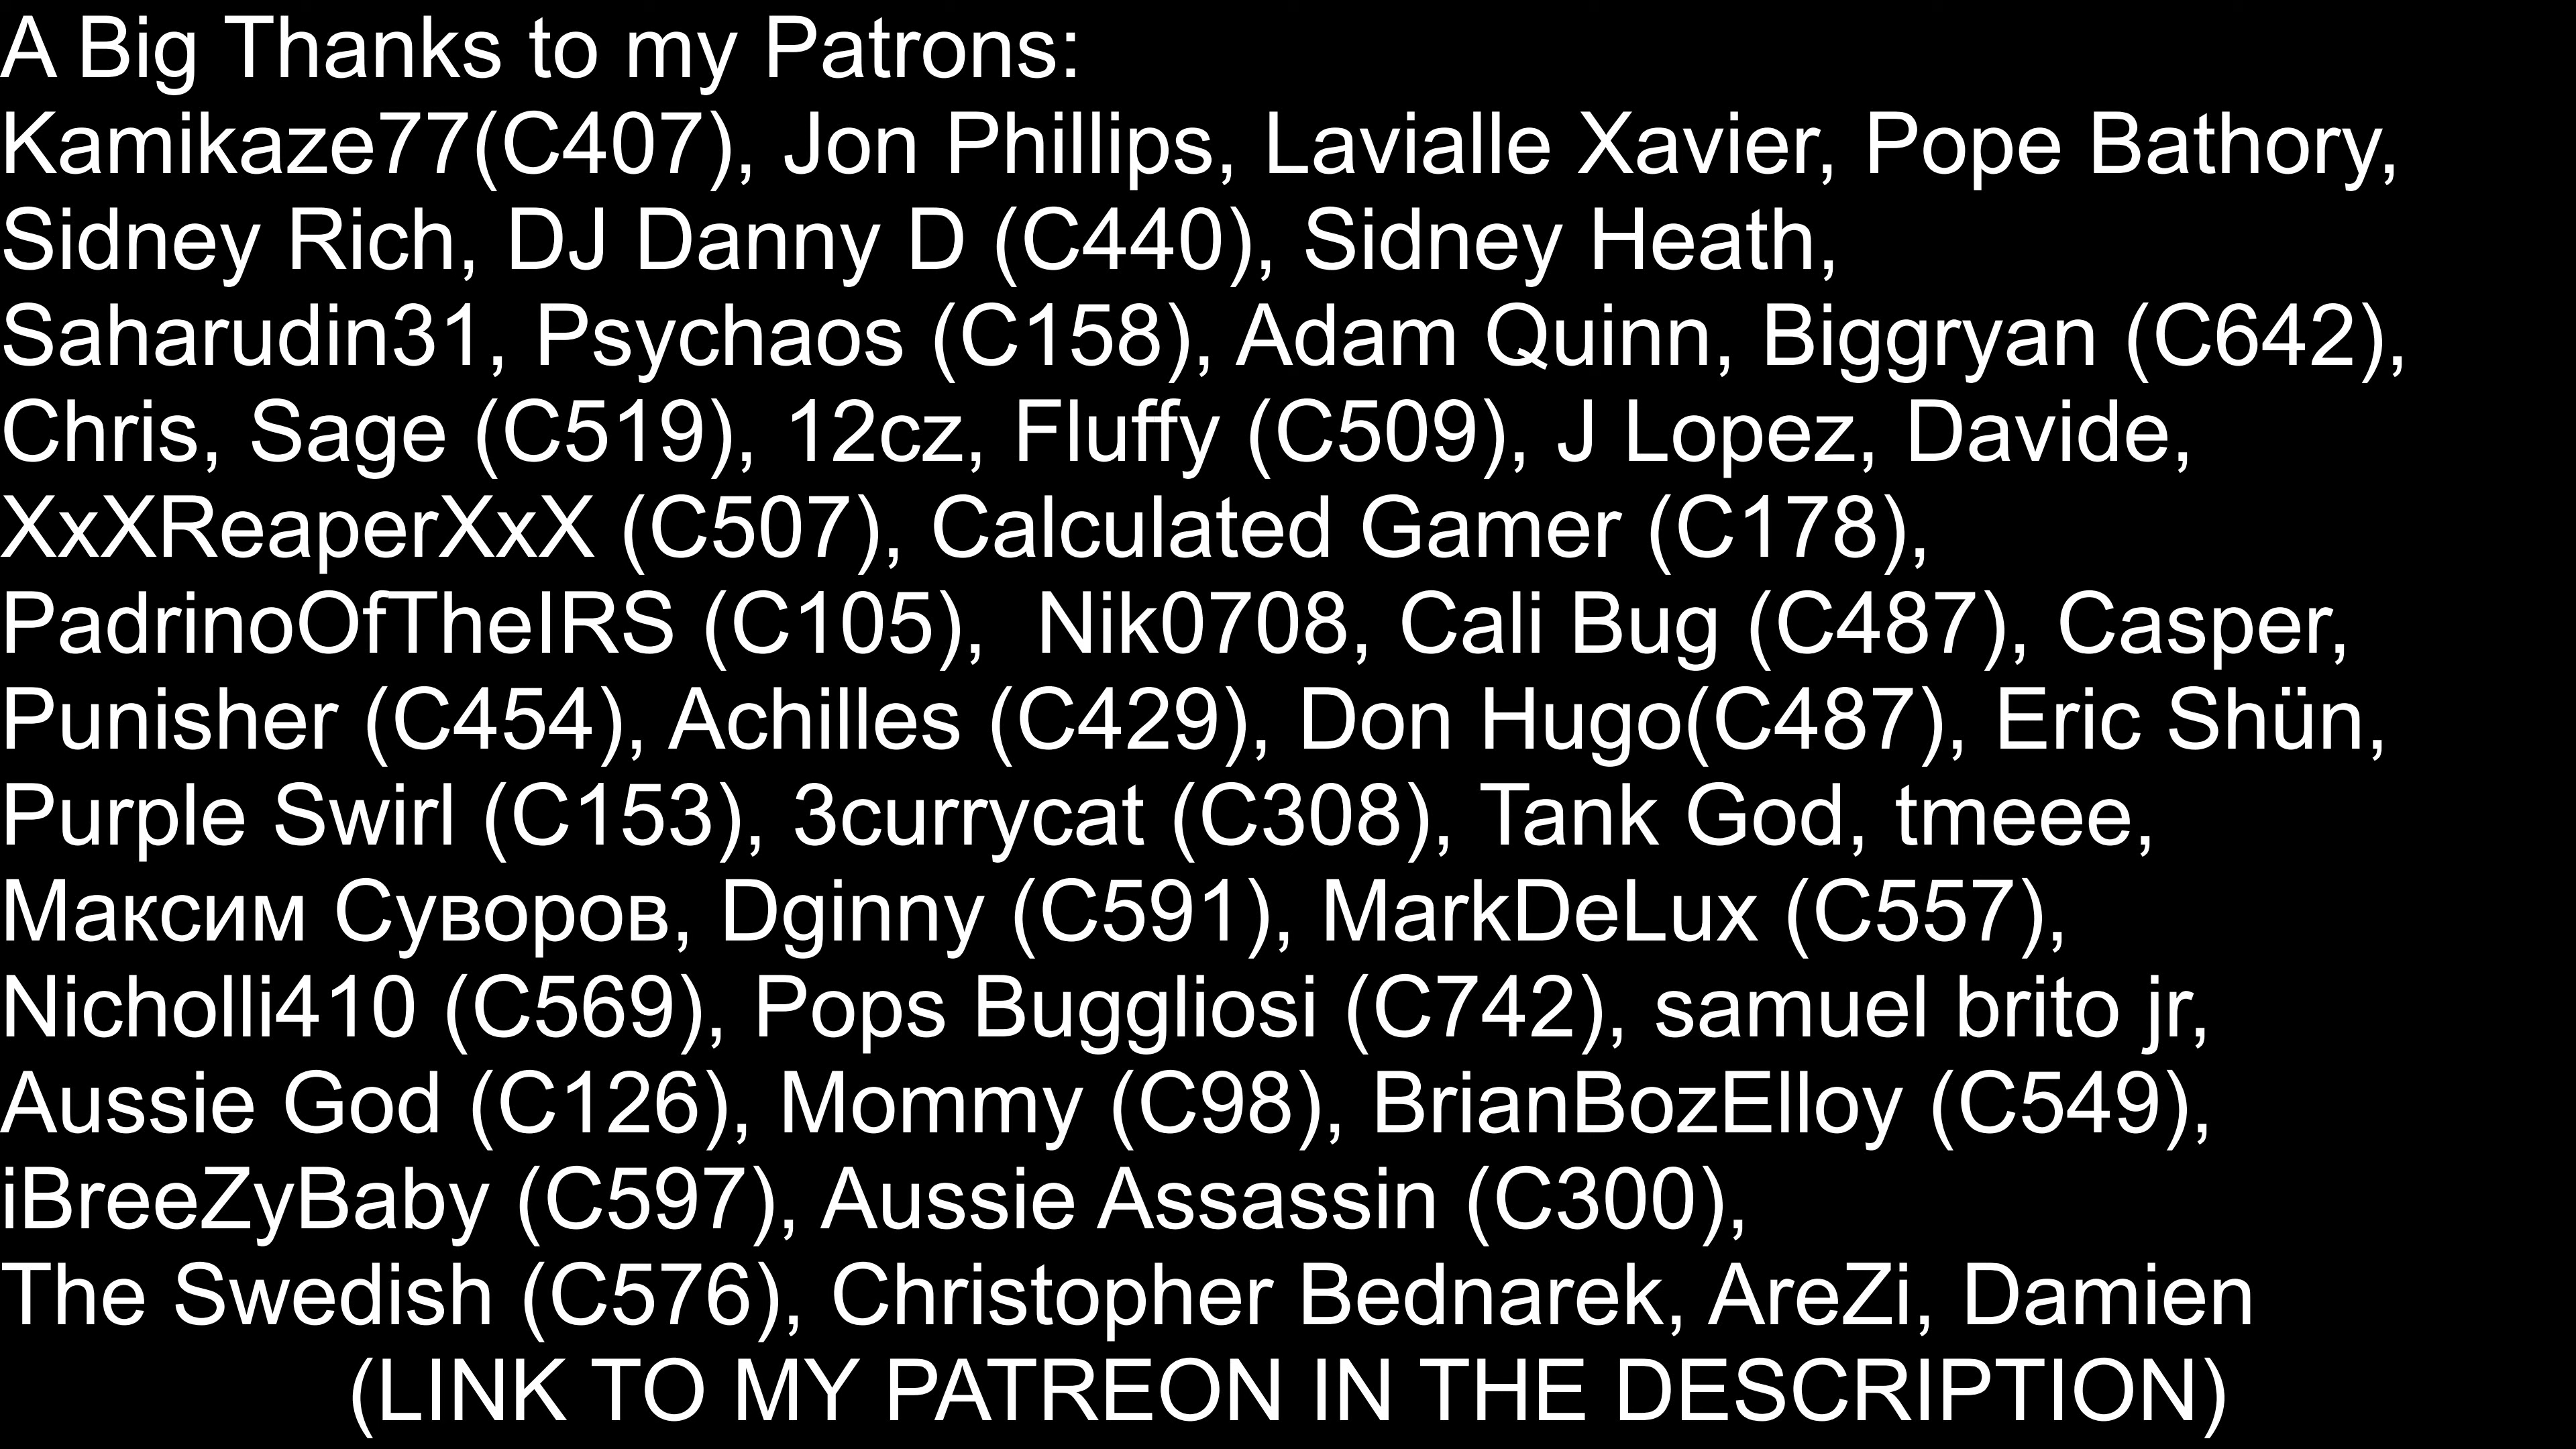 A Big Thanks to my Patrons:
Kamikaze77(C407), Jon Phillips, Lavialle Xavier, Pope Bathory,
Sidney Rich, DJ Danny D (C440), Sidney Heath,
Saharudin31, Psychaos (C158), Adam Quinn, Biggryan (C642),
Chris, Sage (C519), 12cz, Fluffy (C509), J Lopez, Davide,
XxXReaperXxX (C507), Calculated Gamer (C178),
PadrinoOfTheIRS (C105),  Nik0708, Cali Bug (C487), Casper,
Punisher (C454), Achilles (C429), Don Hugo(C487), Eric Shün,
Purple Swirl (C153), 3currycat (C308), Tank God, tmeee,
Максим Суворов, Dginny (C591), MarkDeLux (C557),
Nicholli410 (C569), Pops Buggliosi (C742), samuel brito jr,
Aussie God (C126), Mommy (C98), BrianBozElloy (C549),
iBreeZyBaby (C597), Aussie Assassin (C300),
The Swedish (C576), Christopher Bednarek, AreZi, Damien
(LINK TO MY PATREON IN THE DESCRIPTION)